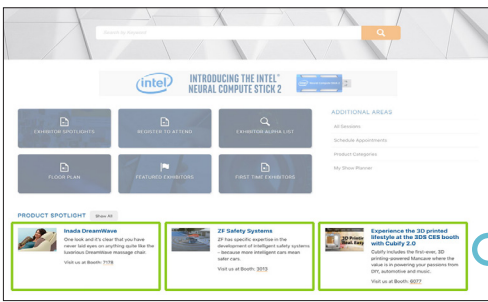 Search by Keyword
intel
INTRODUCING THE INTEL®
NEURAL COMPUTE STICK 2
EXHIBITOR SPOTLIGHTS
REGISTER TO ATTEND
EXHIBITOR ALPHA LIST
FLOOR PLAN
FEATURED EXHIBITORS
FIRST TIME EXHIBITORS
ADDITIONAL AREAS
All Sessions
Schedule Appointments
Product Categories
My Show Planner
PRODUCT SPOTLIGHT Show All
Inada DreamWave
One look and it's clear that you have
never laid eyes on anything quite like the
luxurious DreamWave massage chair.
Visit us at Booth: 7178
ZF Safety Systems
ZF has specific expertise in the
development of intelligent safety systems
– because more intelligent cars mean
safer cars.
Visit us at Booth: 3013
Experience the 3D printed
lifestyle at the 3DS CES booth
with Cubify 2.0
Cubify includes the first-ever, 3D
printing-powered Mancave where the
value is in powering your passions from
DIY, automotive and music.
Visit us at Booth: 6077